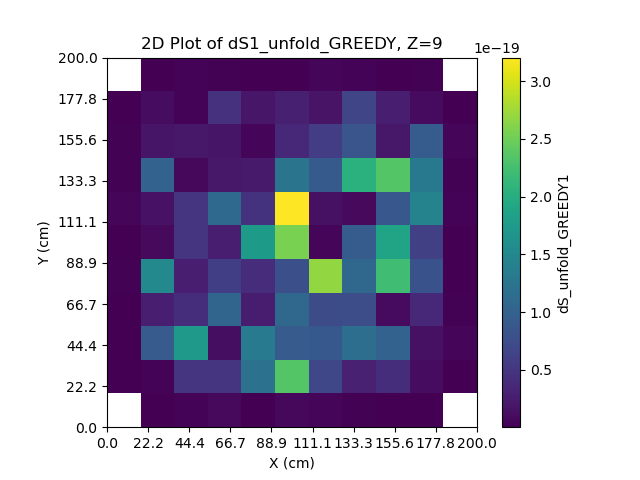 2D Plot of dS1_unfold_GREEDY, Z=9
1e−19
200.0
177.8
155.6
133.3
111.1
88.9
66.7
44.4
22.2
0.0
Y (cm)
0.0 22.2 44.4 66.7 88.9 111.1 133.3 155.6 177.8 200.0
X (cm)
3.0
2.5
2.0
1.5
1.0
0.5
dS_unfold_GREEDY1